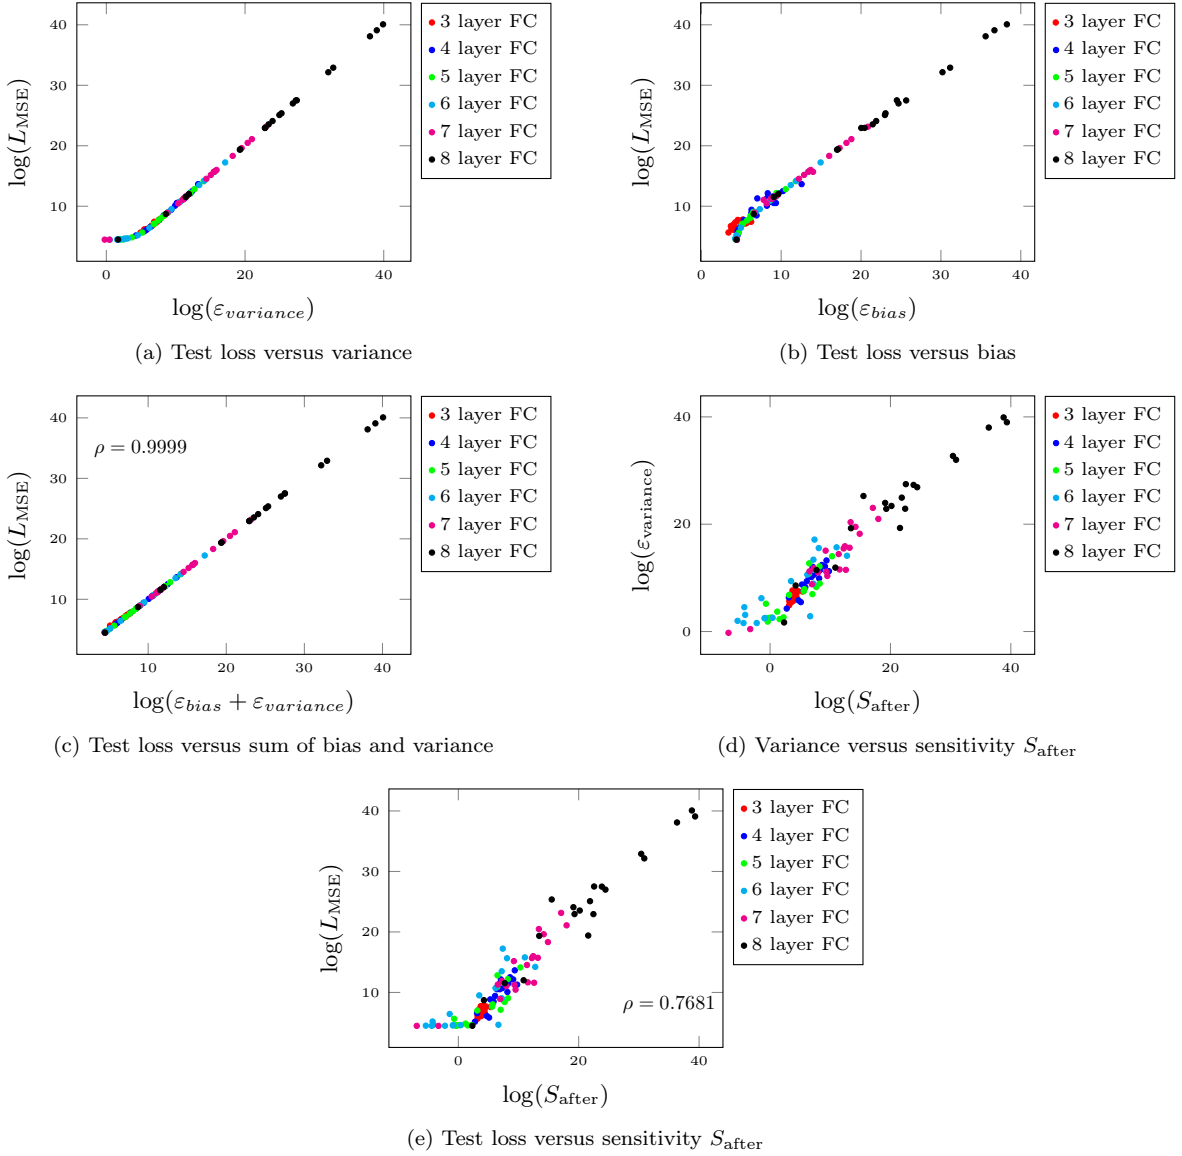 40
30
20
10
0
20
40
log(L_MSE)
log(ε_variance)
3 layer FC
4 layer FC
5 layer FC
6 layer FC
7 layer FC
8 layer FC
(a) Test loss versus variance
40
30
20
10
0
10
20
30
40
log(L_MSE)
log(ε_bias)
3 layer FC
4 layer FC
5 layer FC
6 layer FC
7 layer FC
8 layer FC
(b) Test loss versus bias
40
30
20
10
10
20
30
40
ρ = 0.9999
log(L_MSE)
log(ε_bias + ε_variance)
3 layer FC
4 layer FC
5 layer FC
6 layer FC
7 layer FC
8 layer FC
(c) Test loss versus sum of bias and variance
40
20
0
0
20
40
log(ε_variance)
log(S_after)
3 layer FC
4 layer FC
5 layer FC
6 layer FC
7 layer FC
8 layer FC
(d) Variance versus sensitivity S_after
40
30
20
10
0
20
40
ρ = 0.7681
log(L_MSE)
log(S_after)
3 layer FC
4 layer FC
5 layer FC
6 layer FC
7 layer FC
8 layer FC
(e) Test loss versus sensitivity S_after